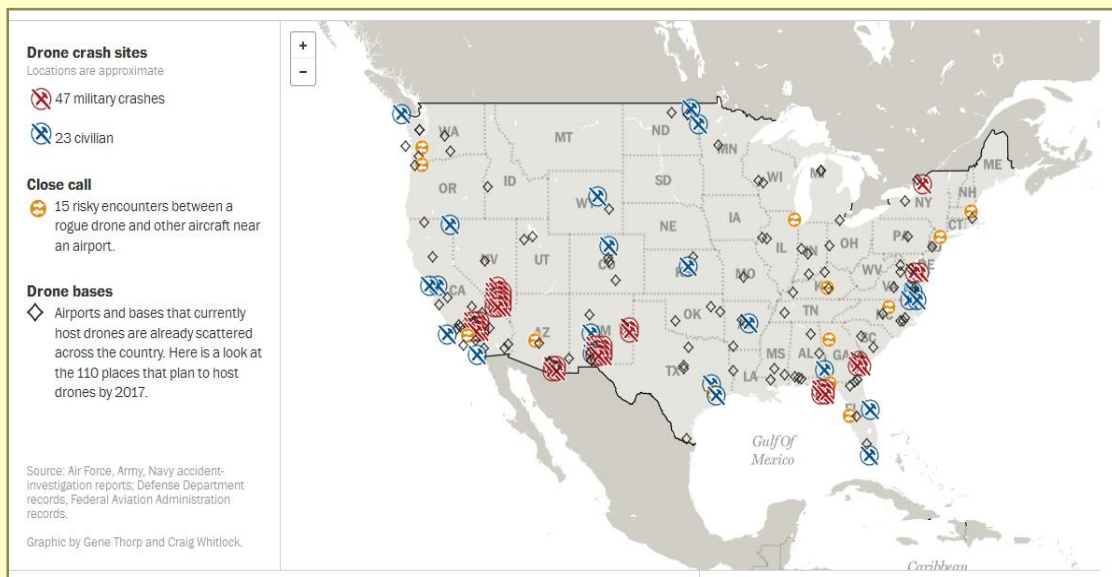 Drone crash sites
Locations are approximate
47 military crashes
23 civilian
Close call
15 risky encounters between a
rogue drone and other aircraft near
an airport.
Drone bases
Airports and bases that currently
host drones are already scattered
across the country. Here is a look at
the 110 places that plan to host
drones by 2017.
Source: Air Force, Army, Navy accident-
investigation reports; Defense Department
records, Federal Aviation Administration
records.
Graphic by Gene Thorp and Craig Whitlock.
+
−
WA
MT
ND
MN
ME
OR
ID
SD
WI
NH
NY
WY
IA
CT
NE
PA
NV
UT
IL
IN
OH
DE
CO
MO
WV
CA
KY
AZ
OK
TN
NC
NM
SC
MS
AL
GA
TX
LA
FL
Gulf Of
Mexico
Caribbean